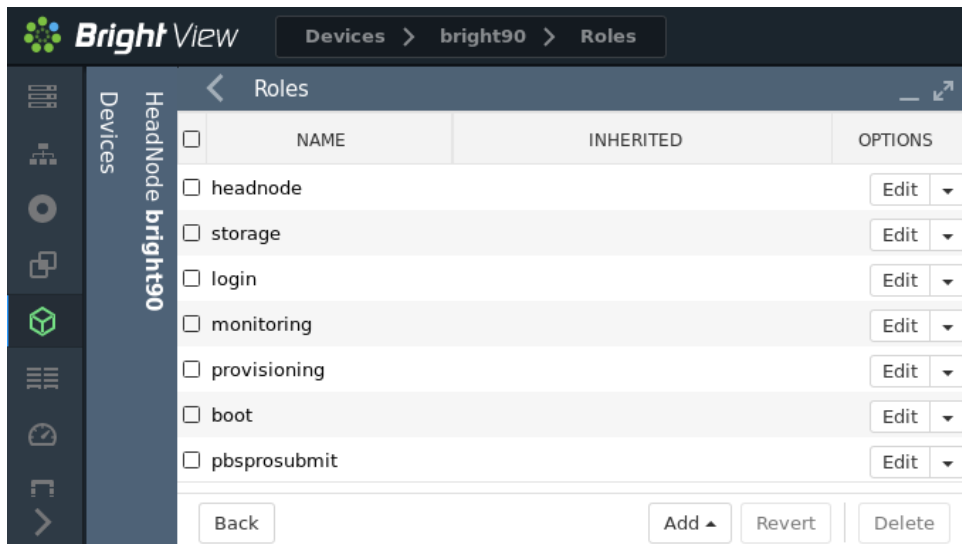 Bright View
Devices > bright90 > Roles
Devices
HeadNode bright90
Roles
NAME INHERITED OPTIONS
headnode Edit
storage Edit
login Edit
monitoring Edit
provisioning Edit
boot Edit
pbsprosubmit Edit
Back Add Revert Delete